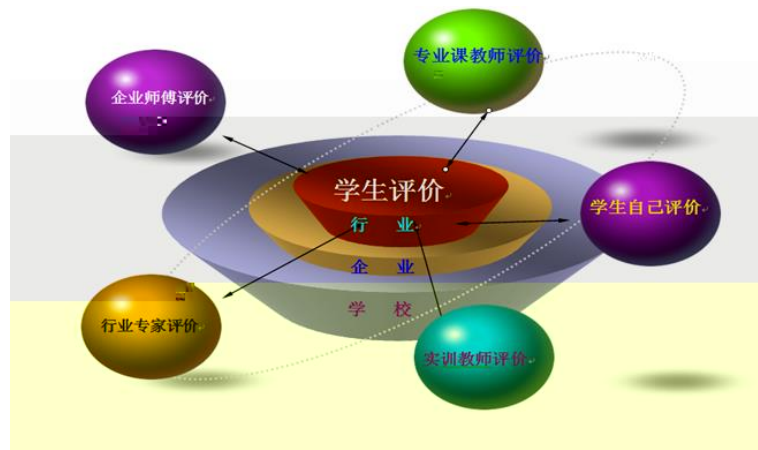 专业课教师评价
企业师傅评价
学生评价
学生自己评价
行 业
企 业
学 校
行业专家评价
实训教师评价